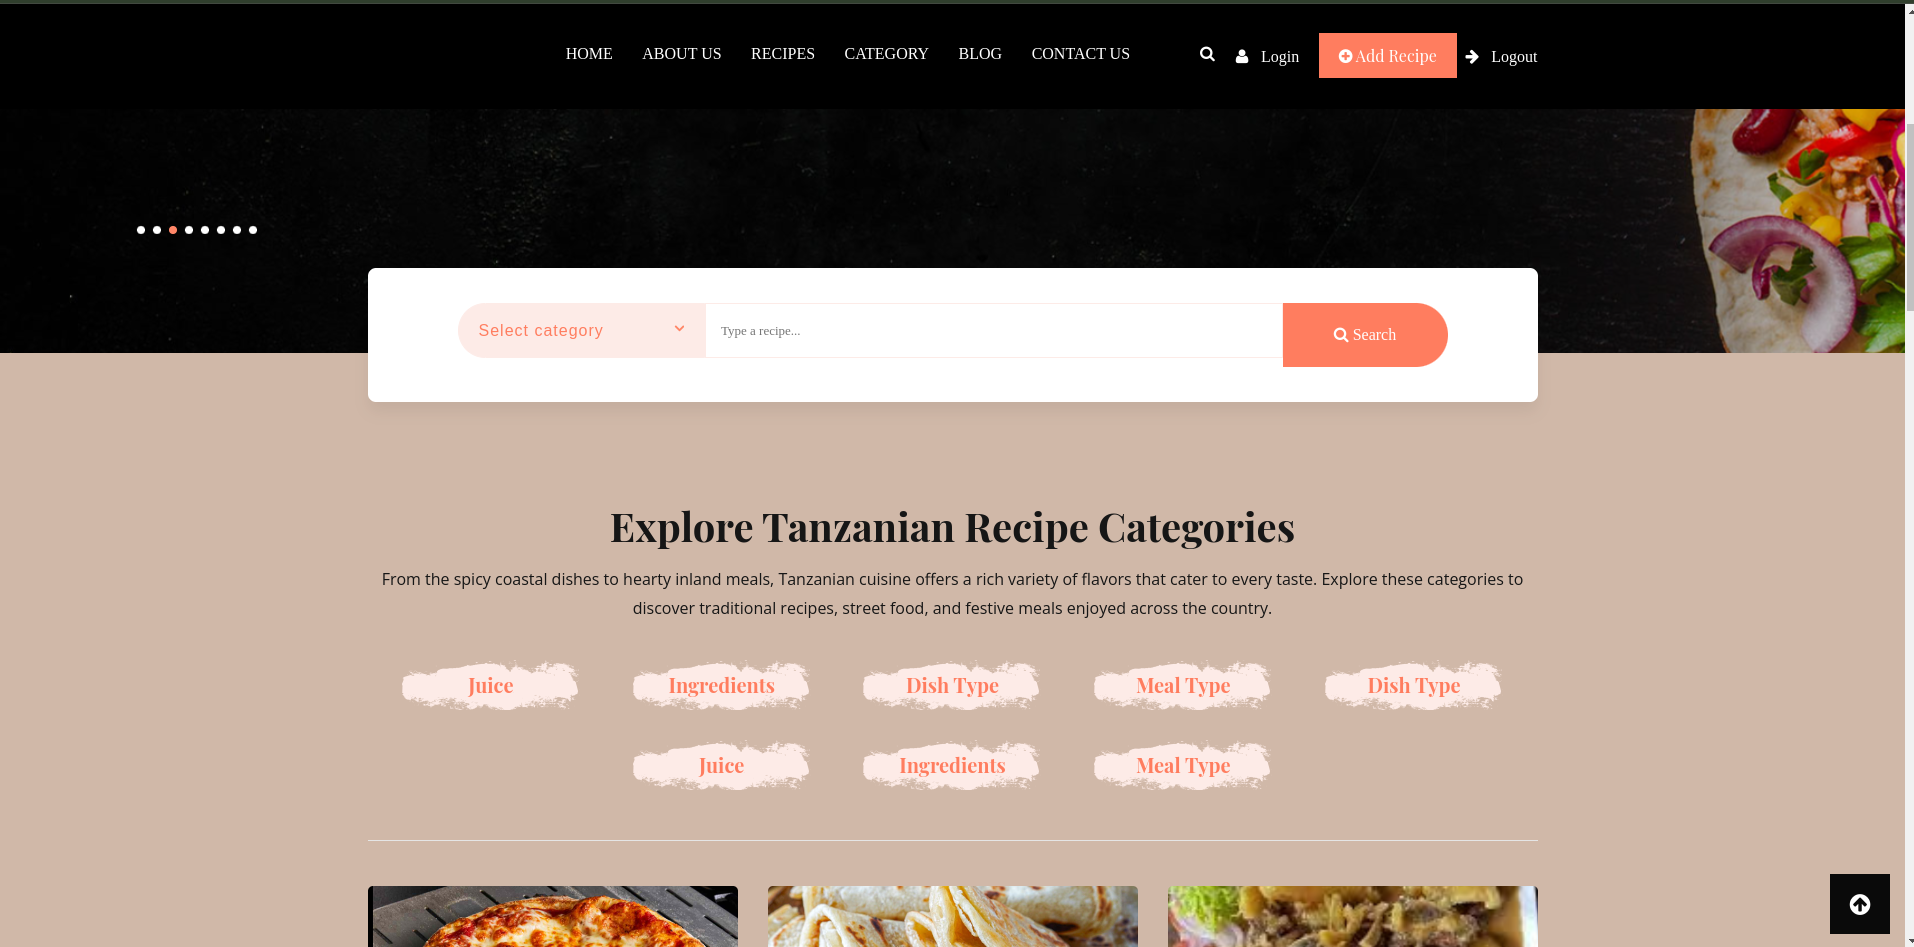 HOME ABOUT US RECIPES CATEGORY BLOG CONTACT US Login Add Recipe Logout
Select category Type a recipe... Search
Explore Tanzanian Recipe Categories
From the spicy coastal dishes to hearty inland meals, Tanzanian cuisine offers a rich variety of flavors that cater to every taste. Explore these categories to
discover traditional recipes, street food, and festive meals enjoyed across the country.
Juice Ingredients Dish Type Meal Type Dish Type
Juice Ingredients Meal Type